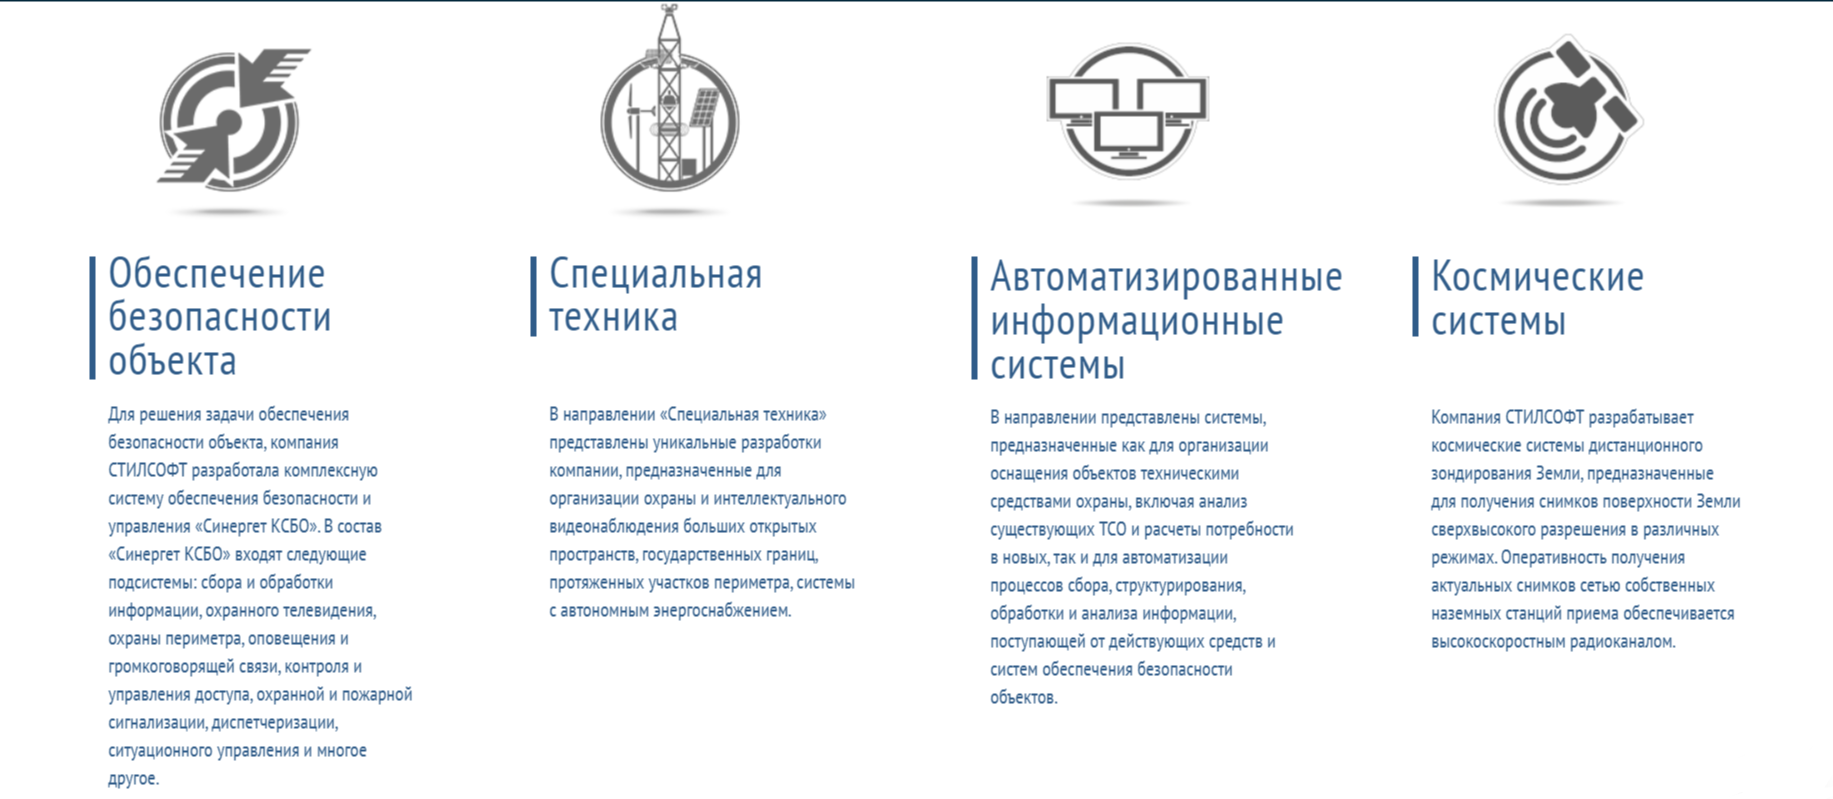 Обеспечение
безопасности
объекта
Для решения задачи обеспечения
безопасности объекта, компания
СТИЛСОФТ разработала комплексную
систему обеспечения безопасности и
управления «Синергет КСБО». В состав
«Синергет КСБО» входят следующие
подсистемы: сбора и обработки
информации, охранного телевидения,
охраны периметра, оповещения и
громкоговорящей связи, контроля и
управления доступа, охранной и пожарной
сигнализации, диспетчеризации,
ситуационного управления и многое
другое.
Специальная
техника
В направлении «Специальная техника»
представлены уникальные разработки
компании, предназначенные для
организации охраны и интеллектуального
видеонаблюдения больших открытых
пространств, государственных границ,
протяженных участков периметра, системы
с автономным энергоснабжением.
Автоматизированные
информационные
системы
В направлении представлены системы,
предназначенные как для организации
оснащения объектов техническими
средствами охраны, включая анализ
существующих ТСО и расчеты потребности
в новых, так и для автоматизации
процессов сбора, структурирования,
обработки и анализа информации,
поступающей от действующих средств и
систем обеспечения безопасности
объектов.
Космические
системы
Компания СТИЛСОФТ разрабатывает
космические системы дистанционного
зондирования Земли, предназначенные
для получения снимков поверхности Земли
сверхвысокого разрешения в различных
режимах. Оперативность получения
актуальных снимков сетью собственных
наземных станций приема обеспечивается
высокоскоростным радиоканалом.